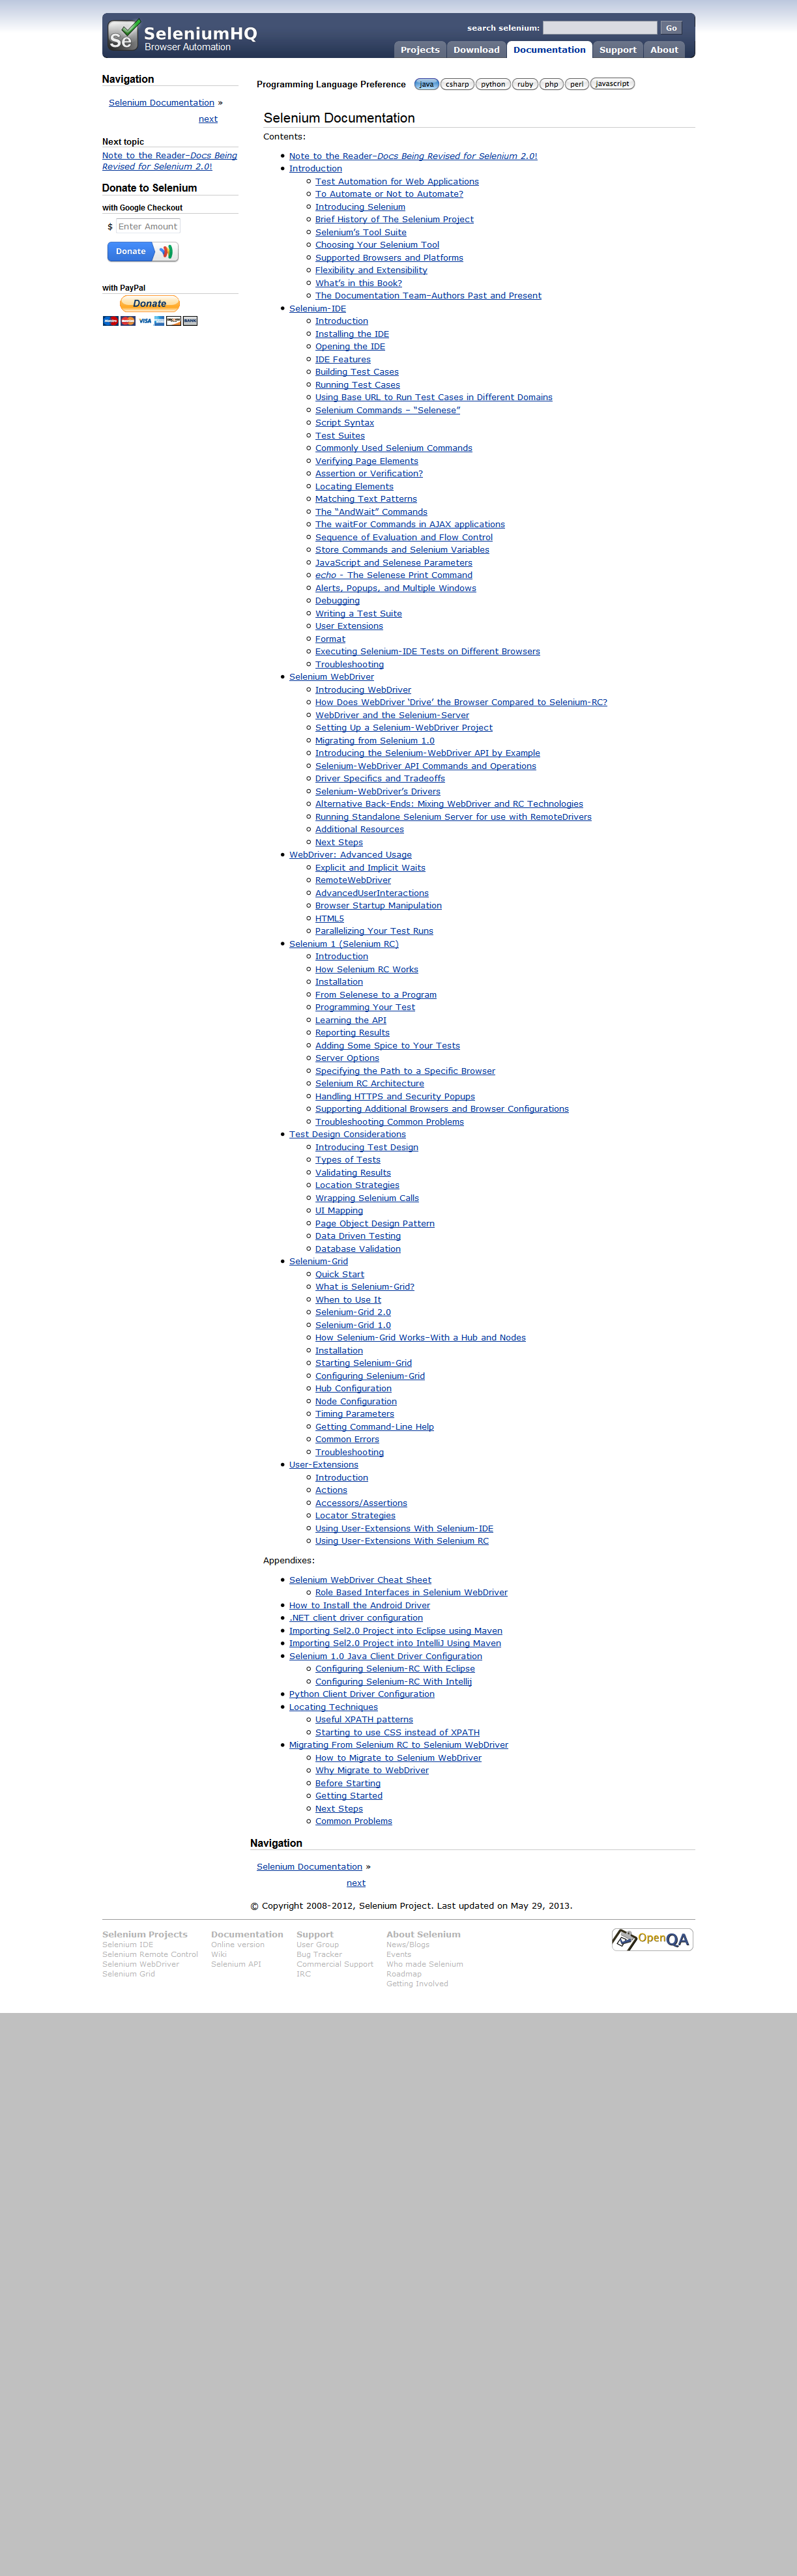 Se
SeleniumHQ
Browser Automation
search selenium:
Go
Projects
Download
Documentation
Support
About
Navigation
Selenium Documentation »
next
Next topic
Note to the Reader–Docs Being
Revised for Selenium 2.0!
Donate to Selenium
with Google Checkout
$ Enter Amount
Donate
with PayPal
Donate
VISA
BANK
Programming Language Preference
java
csharp
python
ruby
php
perl
javascript
Selenium Documentation
Contents:
Note to the Reader–Docs Being Revised for Selenium 2.0!
Introduction
Test Automation for Web Applications
To Automate or Not to Automate?
Introducing Selenium
Brief History of The Selenium Project
Selenium’s Tool Suite
Choosing Your Selenium Tool
Supported Browsers and Platforms
Flexibility and Extensibility
What’s in this Book?
The Documentation Team–Authors Past and Present
Selenium-IDE
Introduction
Installing the IDE
Opening the IDE
IDE Features
Building Test Cases
Running Test Cases
Using Base URL to Run Test Cases in Different Domains
Selenium Commands – “Selenese”
Script Syntax
Test Suites
Commonly Used Selenium Commands
Verifying Page Elements
Assertion or Verification?
Locating Elements
Matching Text Patterns
The “AndWait” Commands
The waitFor Commands in AJAX applications
Sequence of Evaluation and Flow Control
Store Commands and Selenium Variables
JavaScript and Selenese Parameters
echo - The Selenese Print Command
Alerts, Popups, and Multiple Windows
Debugging
Writing a Test Suite
User Extensions
Format
Executing Selenium-IDE Tests on Different Browsers
Troubleshooting
Selenium WebDriver
Introducing WebDriver
How Does WebDriver ‘Drive’ the Browser Compared to Selenium-RC?
WebDriver and the Selenium-Server
Setting Up a Selenium-WebDriver Project
Migrating from Selenium 1.0
Introducing the Selenium-WebDriver API by Example
Selenium-WebDriver API Commands and Operations
Driver Specifics and Tradeoffs
Selenium-WebDriver’s Drivers
Alternative Back-Ends: Mixing WebDriver and RC Technologies
Running Standalone Selenium Server for use with RemoteDrivers
Additional Resources
Next Steps
WebDriver: Advanced Usage
Explicit and Implicit Waits
RemoteWebDriver
AdvancedUserInteractions
Browser Startup Manipulation
HTML5
Parallelizing Your Test Runs
Selenium 1 (Selenium RC)
Introduction
How Selenium RC Works
Installation
From Selenese to a Program
Programming Your Test
Learning the API
Reporting Results
Adding Some Spice to Your Tests
Server Options
Specifying the Path to a Specific Browser
Selenium RC Architecture
Handling HTTPS and Security Popups
Supporting Additional Browsers and Browser Configurations
Troubleshooting Common Problems
Test Design Considerations
Introducing Test Design
Types of Tests
Validating Results
Location Strategies
Wrapping Selenium Calls
UI Mapping
Page Object Design Pattern
Data Driven Testing
Database Validation
Selenium-Grid
Quick Start
What is Selenium-Grid?
When to Use It
Selenium-Grid 2.0
Selenium-Grid 1.0
How Selenium-Grid Works–With a Hub and Nodes
Installation
Starting Selenium-Grid
Configuring Selenium-Grid
Hub Configuration
Node Configuration
Timing Parameters
Getting Command-Line Help
Common Errors
Troubleshooting
User-Extensions
Introduction
Actions
Accessors/Assertions
Locator Strategies
Using User-Extensions With Selenium-IDE
Using User-Extensions With Selenium RC
Appendixes:
Selenium WebDriver Cheat Sheet
Role Based Interfaces in Selenium WebDriver
How to Install the Android Driver
.NET client driver configuration
Importing Sel2.0 Project into Eclipse using Maven
Importing Sel2.0 Project into IntelliJ Using Maven
Selenium 1.0 Java Client Driver Configuration
Configuring Selenium-RC With Eclipse
Configuring Selenium-RC With Intellij
Python Client Driver Configuration
Locating Techniques
Useful XPATH patterns
Starting to use CSS instead of XPATH
Migrating From Selenium RC to Selenium WebDriver
How to Migrate to Selenium WebDriver
Why Migrate to WebDriver
Before Starting
Getting Started
Next Steps
Common Problems
Navigation
Selenium Documentation »
next
© Copyright 2008-2012, Selenium Project. Last updated on May 29, 2013.
Selenium Projects
Selenium IDE
Selenium Remote Control
Selenium WebDriver
Selenium Grid
Documentation
Online version
Wiki
Selenium API
Support
User Group
Bug Tracker
Commercial Support
IRC
About Selenium
News/Blogs
Events
Who made Selenium
Roadmap
Getting Involved
OpenQA